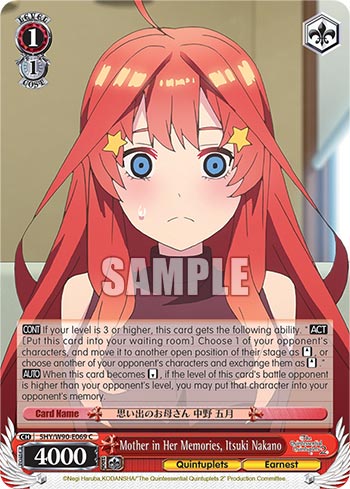 LEVEL
1
1
COST
SAMPLE
CONT If your level is 3 or higher, this card gets the following ability. " ACT
[Put this card into your waiting room] Choose 1 of your opponent's
characters, and move it to another open position of their stage as [ ], or
choose another of your opponent's characters and exchange them as [ ]."
AUTO When this card becomes [ ], if the level of this card's battle opponent
is higher than your opponent's level, you may put that character into your
opponent's memory.
Card Name 思い出のお母さん 中野 五月
CH 5HY/W90-E069 C
4000
Mother in Her Memories, Itsuki Nakano
Quintuplets
Earnest
©Negi Haruba,KODANSHA/"The Quintessential Quintuplets 2" Production Committee.